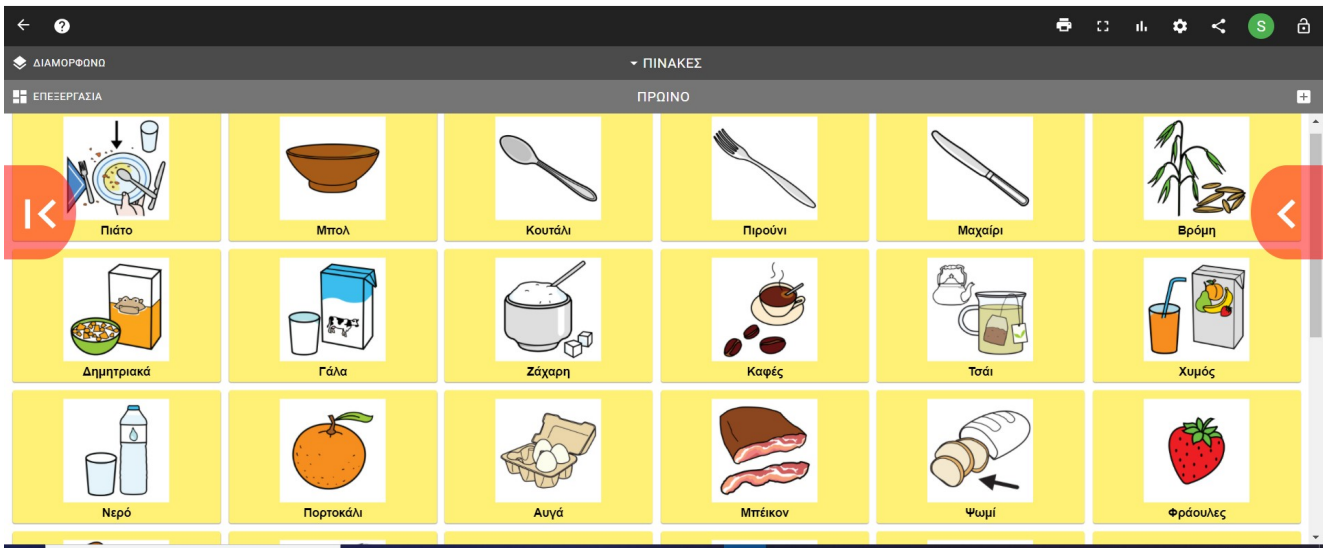 S
ΔΙΑΜΟΡΦΩΝΩ
ΠΙΝΑΚΕΣ
ΕΠΕΞΕΡΓΑΣΙΑ
ΠΡΩΙΝΟ
Πιάτο Μπολ Κουτάλι Πιρούνι Μαχαίρι Βρόμη
Δημητριακά Γάλα Ζάχαρη Καφές Τσάι Χυμός
Νερό Πορτοκάλι Αυγά Μπέικον Ψωμί Φράουλες